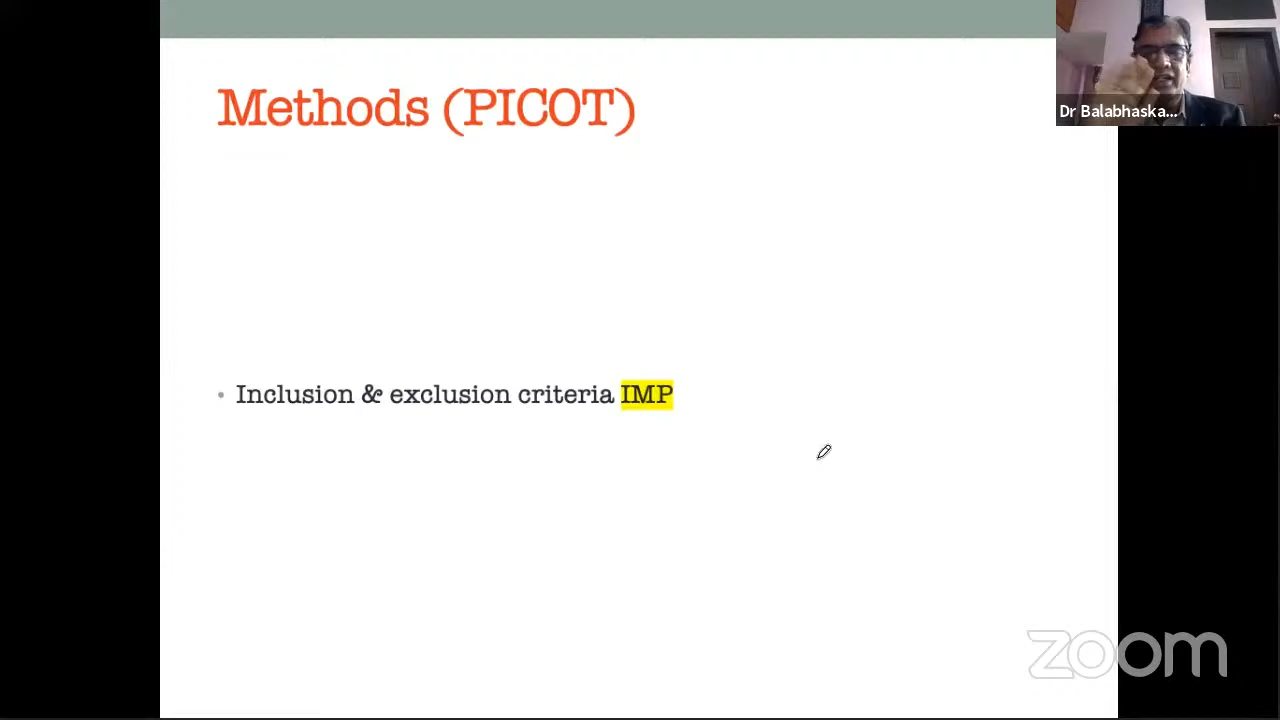 Methods (PICOT)
Dr Balabhaska...
• Inclusion & exclusion criteria IMP
zoom